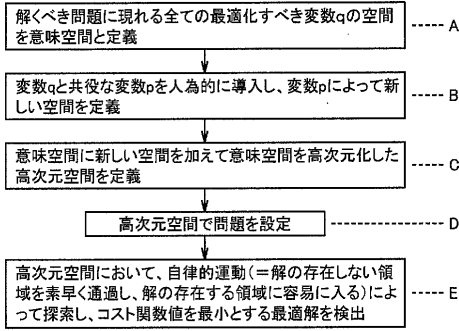 解くべき問題に現れる全ての最適化すべき変数qの空間
を意味空間と定義
A
変数qと共役な変数pを人為的に導入し、変数pによって新
しい空間を定義
B
意味空間に新しい空間を加えて意味空間を高次元化した
高次元空間を定義
C
高次元空間で問題を設定
D
高次元空間において、自律的運動(=解の存在しない領
域を素早く通過し、解の存在する領域に容易に入る)によ
って探索し、コスト関数値を最小とする最適解を検出
E